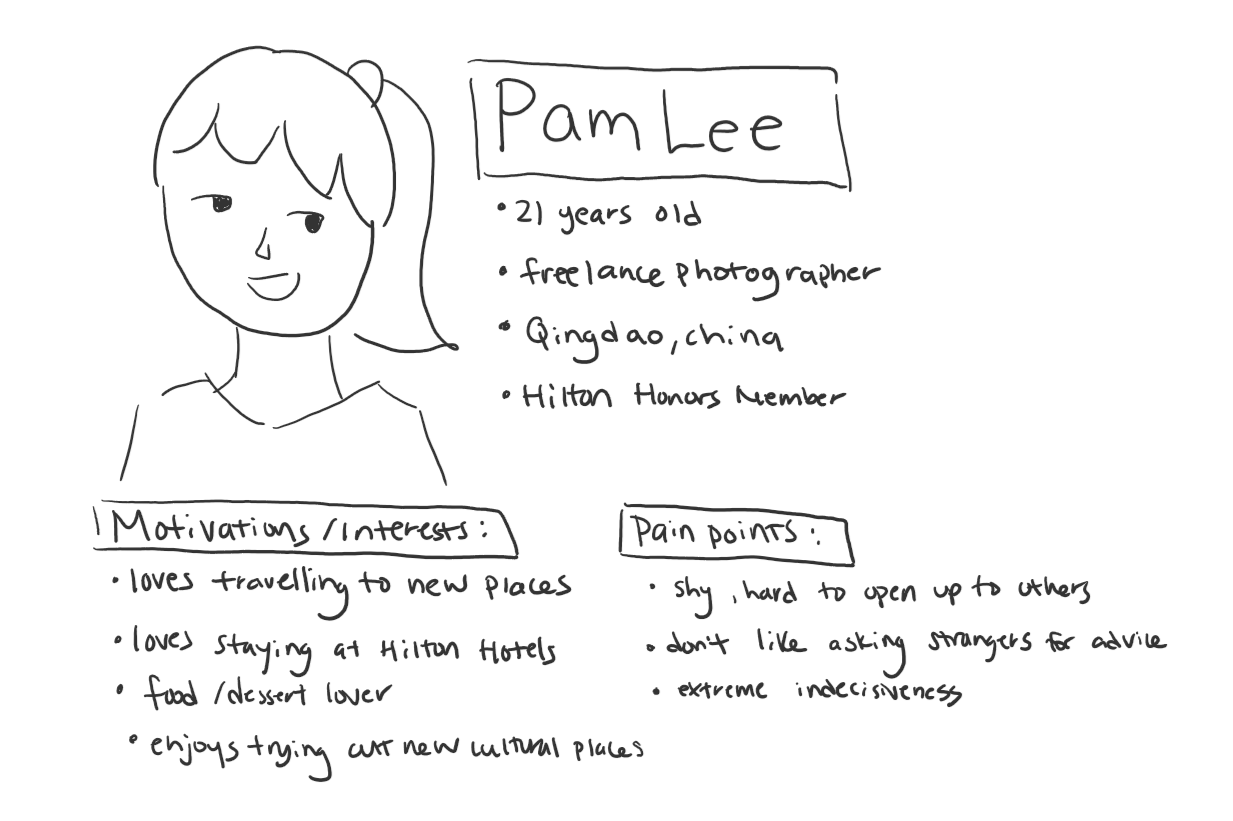 Pam Lee
• 21 years old
• freelance photographer
• Qingdao, china
• Hilton Honors Member
Motivations/Interests:
• loves travelling to new places
• loves staying at Hilton Hotels
• food/dessert lover
• enjoys trying out new cultural places
Pain points:
• shy, hard to open up to others
• don't like asking strangers for advice
• extreme indecisiveness